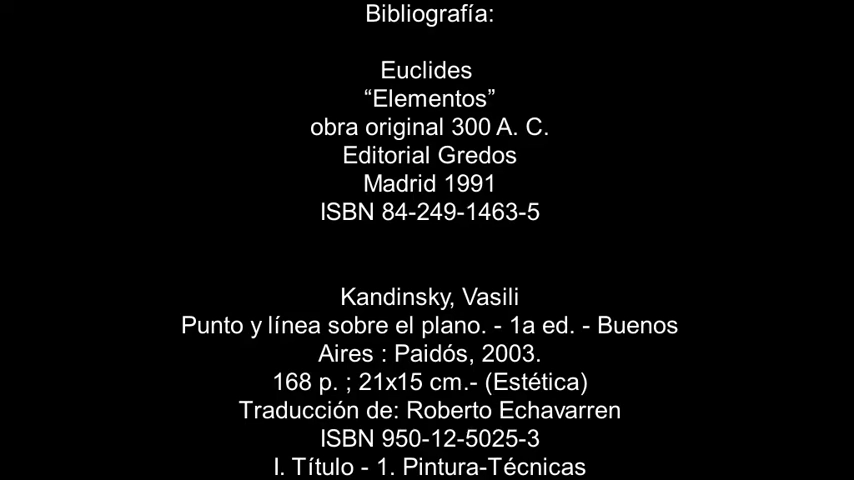 Bibliografía:
Euclides
“Elementos”
obra original 300 A. C.
Editorial Gredos
Madrid 1991
ISBN 84-249-1463-5
Kandinsky, Vasili
Punto y línea sobre el plano. - 1a ed. - Buenos
Aires : Paidós, 2003.
168 p. ; 21x15 cm.- (Estética)
Traducción de: Roberto Echavarren
ISBN 950-12-5025-3
I. Título - 1. Pintura-Técnicas